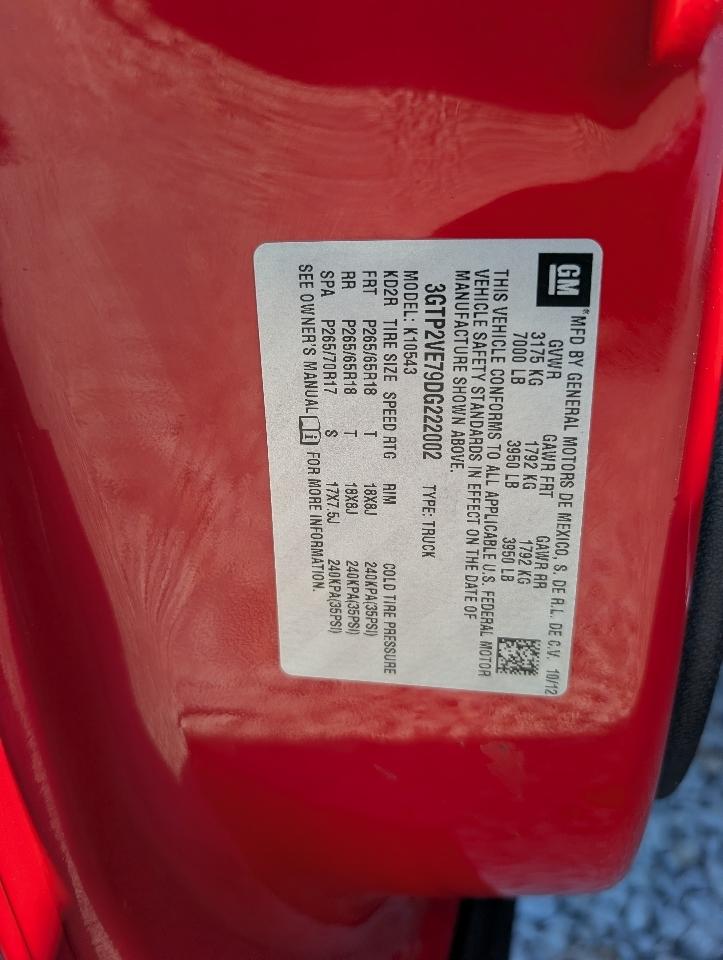 GM
*MFD BY GENERAL MOTORS DE MEXICO, S. DE R.L. DE C.V. 10/12
GVWR GAWR FRT GAWR RR
3175 KG 1792 KG 1792 KG
7000 LB 3950 LB 3950 LB
THIS VEHICLE CONFORMS TO ALL APPLICABLE U.S. FEDERAL MOTOR
VEHICLE SAFETY STANDARDS IN EFFECT ON THE DATE OF
MANUFACTURE SHOWN ABOVE.
3GTP2VE79DG222002 TYPE: TRUCK
MODEL: K10543
KD2R TIRE SIZE SPEED RTG RIM COLD TIRE PRESSURE
FRT P265/65R18 T 18X8J 240KPA(35PSI)
RR P265/65R18 T 18X8J 240KPA(35PSI)
SPA P265/70R17 S 17X7.5J 240KPA(35PSI)
SEE OWNER'S MANUAL i FOR MORE INFORMATION.